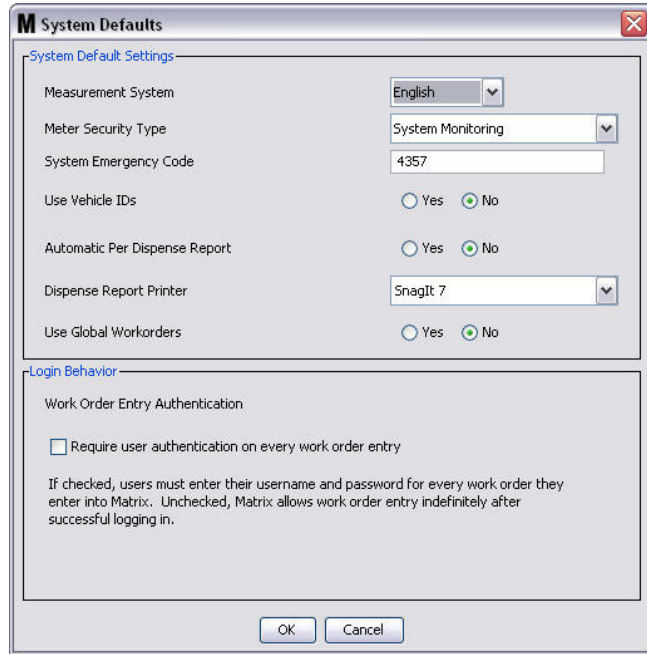 M System Defaults
System Default Settings
Measurement System English
Meter Security Type System Monitoring
System Emergency Code 4357
Use Vehicle IDs Yes No
Automatic Per Dispense Report Yes No
Dispense Report Printer SnagIt 7
Use Global Workorders Yes No
Login Behavior
Work Order Entry Authentication
Require user authentication on every work order entry
If checked, users must enter their username and password for every work order they
enter into Matrix. Unchecked, Matrix allows work order entry indefinitely after
successful logging in.
OK Cancel